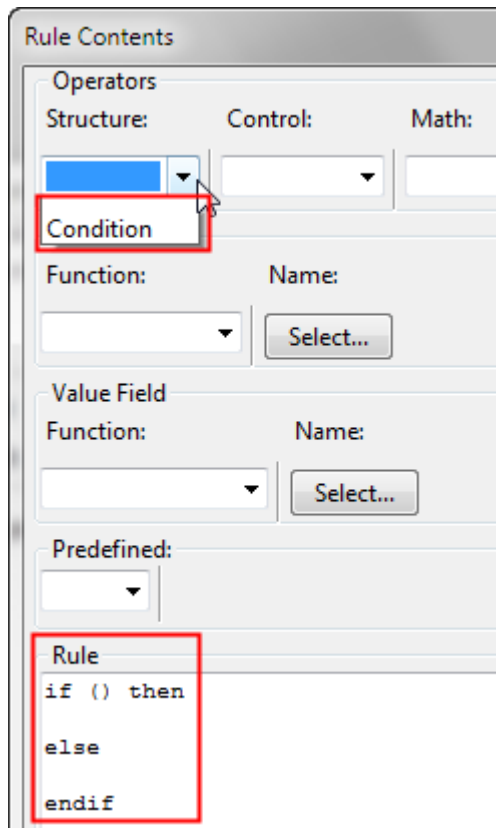 Rule Contents
Operators
Structure: Control: Math:
Condition
Function: Name:
Select...
Value Field
Function: Name:
Select...
Predefined:
Rule
if () then
else
endif